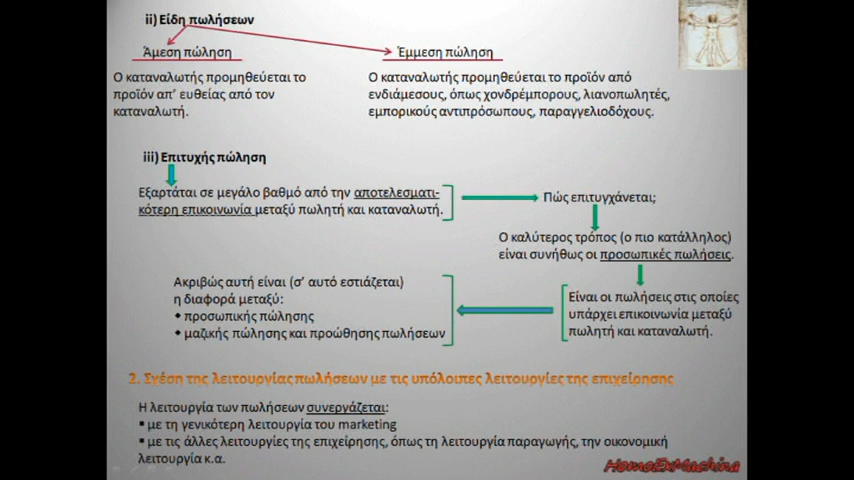 ii) Είδη πωλήσεων
Άμεση πώληση
Έμμεση πώληση
Ο καταναλωτής προμηθεύεται το
προϊόν απ’ ευθείας από τον
καταναλωτή.
Ο καταναλωτής προμηθεύεται το προϊόν από
ενδιάμεσους, όπως χονδρέμπορους, λιανοπωλητές,
εμπορικούς αντιπρόσωπους, παραγγελιοδόχους.
iii) Επιτυχής πώληση
Εξαρτάται σε μεγάλο βαθμό από την αποτελεσματι-
κότερη επικοινωνία μεταξύ πωλητή και καταναλωτή.
Πώς επιτυγχάνεται;
Ο καλύτερος τρόπος (ο πιο κατάλληλος)
είναι συνήθως οι προσωπικές πωλήσεις.
Είναι οι πωλήσεις στις οποίες
υπάρχει επικοινωνία μεταξύ
πωλητή και καταναλωτή.
Ακριβώς αυτή είναι (σ’ αυτό εστιάζεται)
η διαφορά μεταξύ:
♦ προσωπικής πώλησης
♦ μαζικής πώλησης και προώθησης πωλήσεων
2. Σχέση της λειτουργίας πωλήσεων με τις υπόλοιπες λειτουργίες της επιχείρησης
Η λειτουργία των πωλήσεων συνεργάζεται:
▪ με τη γενικότερη λειτουργία του marketing
▪ με τις άλλες λειτουργίες της επιχείρησης, όπως τη λειτουργία παραγωγής, την οικονομική
λειτουργία κ.α.
HomoExMachina